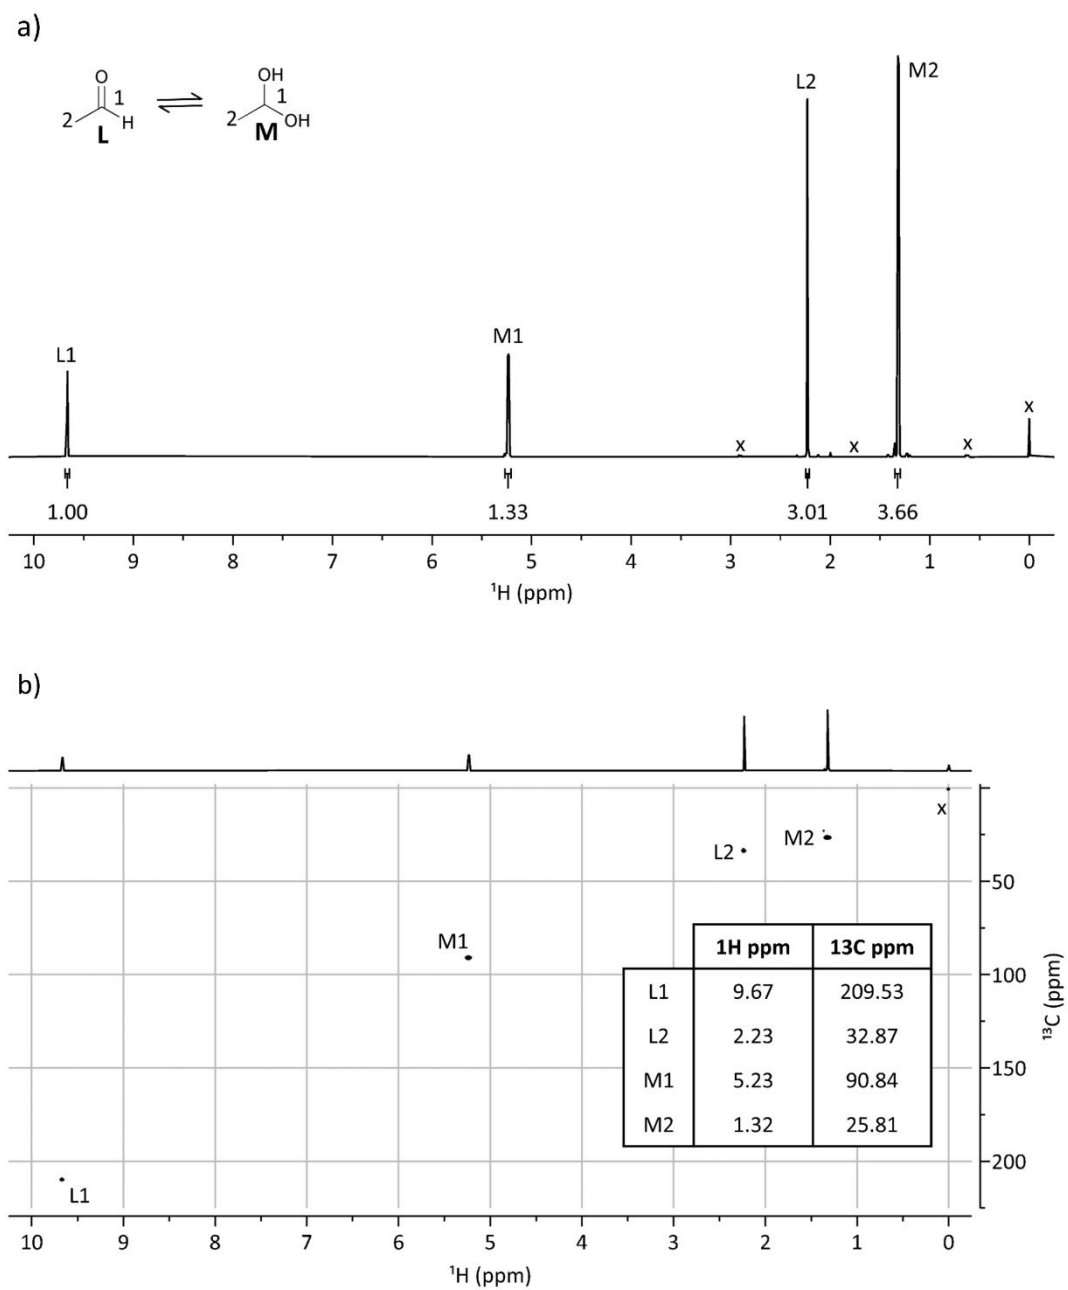 a)
O
1
2
H
L
OH
1
2
OH
M
L1
M1
L2
M2
x
x
x
x
1.00
1.33
3.01
3.66
10 9 8 7 6 5 4 3 2 1 0
¹H (ppm)
b)
x
L2
M2
M1
L1
50
100
150
200
¹³C (ppm)
1H ppm 13C ppm
L1 9.67 209.53
L2 2.23 32.87
M1 5.23 90.84
M2 1.32 25.81
10 9 8 7 6 5 4 3 2 1 0
¹H (ppm)